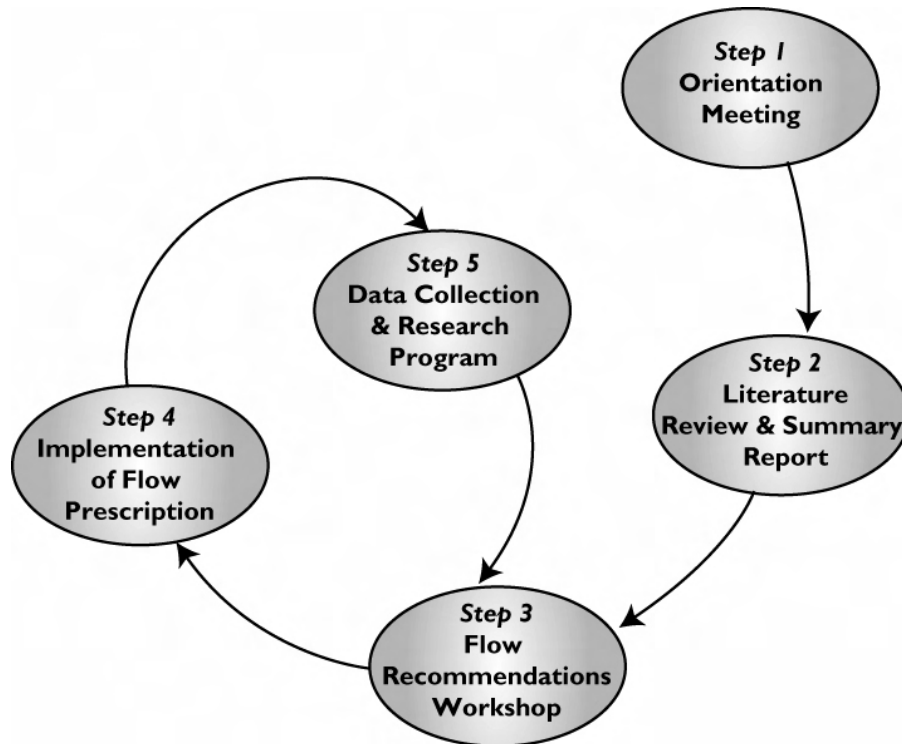 Step 1
Orientation
Meeting
Step 2
Literature
Review & Summary
Report
Step 3
Flow
Recommendations
Workshop
Step 4
Implementation
of Flow
Prescription
Step 5
Data Collection
& Research
Program